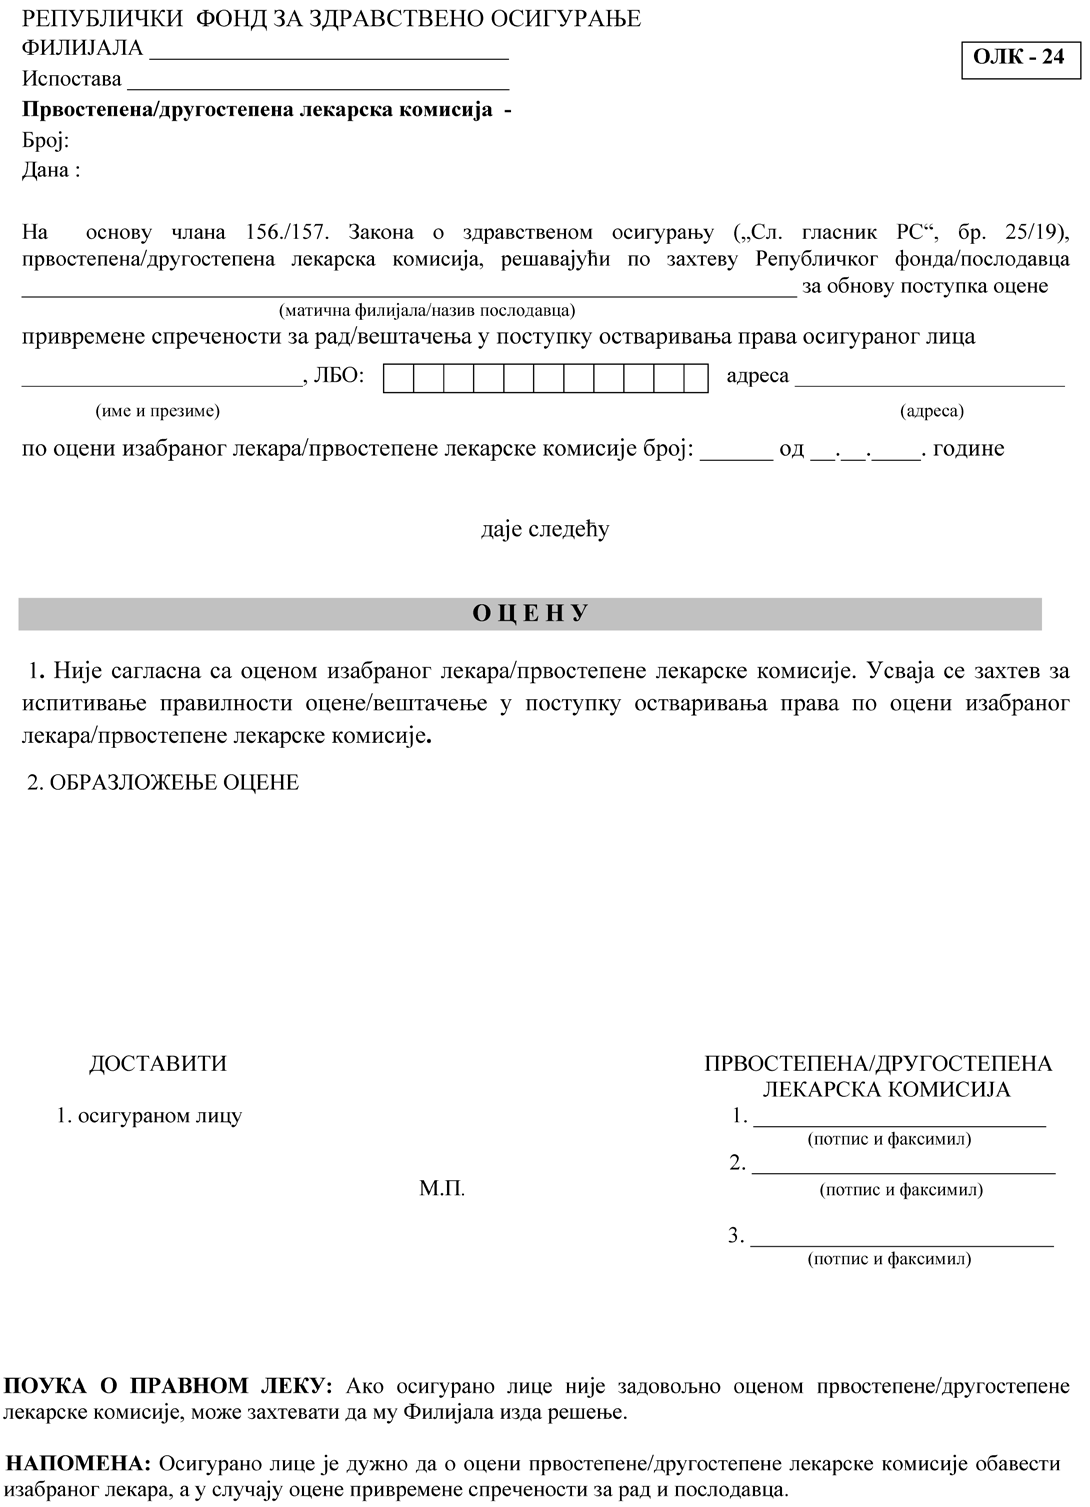 РЕПУБЛИЧКИ  ФОНД ЗА ЗДРАВСТВЕНО ОСИГУРАЊЕ
ФИЛИЈАЛА ______________________________
ОЛК - 24
Испостава ________________________________
Првостепена/другостепена лекарска комисија  -
Број:
Дана :
На основу члана 156./157. Закона о здравственом осигурању („Сл. гласник РС“, бр. 25/19),
првостепена/другостепена лекарска комисија, решавајући по захтеву Републичког фонда/послодавца
_________________________________________________________________ за обнову поступка оцене
(матична филијала/назив послодавца)
привремене спречености за рад/вештачења у поступку остваривања права осигураног лица
_______________________, ЛБО: адреса ______________________
(име и презиме) (адреса)
по оцени изабраног лекара/првостепене лекарске комисије број: ______ од __.__.____. године
даје следећу
О Ц Е Н У
1. Није сагласна са оценом изабраног лекара/првостепене лекарске комисије. Усваја се захтев за
испитивање правилности оцене/вештачење у поступку остваривања права по оцени изабраног
лекара/првостепене лекарске комисије.
2. ОБРАЗЛОЖЕЊЕ ОЦЕНЕ
ДОСТАВИТИ
1. осигураном лицу
М.П.
ПРВОСТЕПЕНА/ДРУГОСТЕПЕНА
ЛЕКАРСКА КОМИСИЈА
1. ________________________
(потпис и факсимил)
2. _________________________
(потпис и факсимил)
3. _________________________
(потпис и факсимил)
ПОУКА О ПРАВНОМ ЛЕКУ: Ако осигурано лице није задовољно оценом првостепене/другостепене
лекарске комисије, може захтевати да му Филијала изда решење.
НАПОМЕНА: Осигурано лице је дужно да о оцени првостепене/другостепене лекарске комисије обавести
изабраног лекара, а у случају оцене привремене спречености за рад и послодавца.